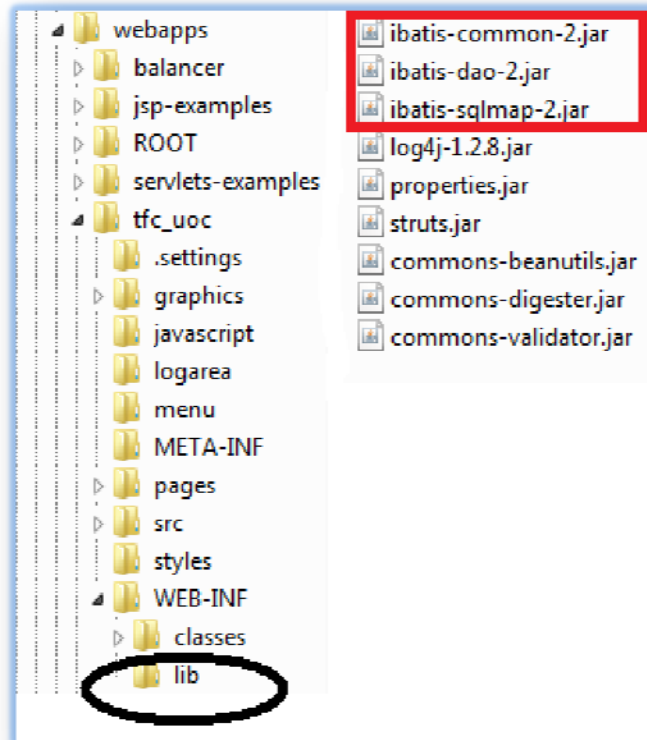 webapps
balancer
jsp-examples
ROOT
servlets-examples
tfc_uoc
.settings
graphics
javascript
logarea
menu
META-INF
pages
src
styles
WEB-INF
classes
lib
ibatis-common-2.jar
ibatis-dao-2.jar
ibatis-sqlmap-2.jar
log4j-1.2.8.jar
properties.jar
struts.jar
commons-beanutils.jar
commons-digester.jar
commons-validator.jar